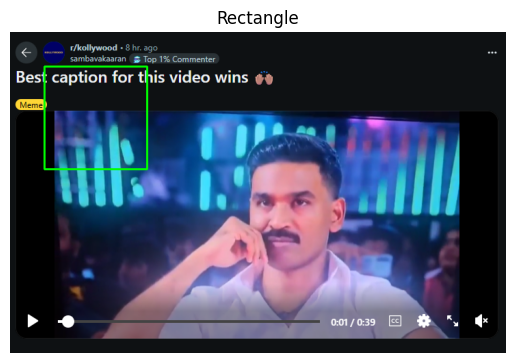 Rectangle
r/kollywood • 8 hr. ago
sambavakaaran Top 1% Commenter
Best caption for this video wins 🙌🏽
Meme
0:01 / 0:39
CC